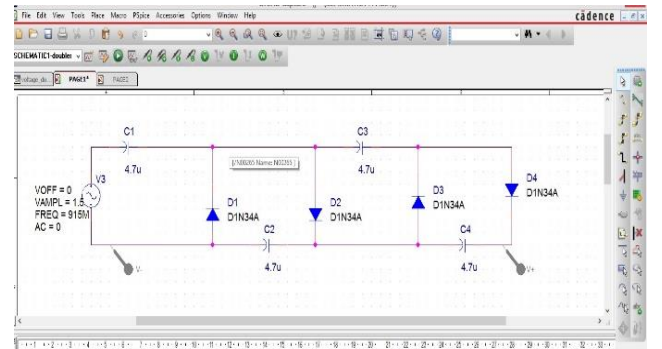 File Edit View Tools Place Macro PSpice Accessories Options Window Help
cādence
SCHEMATIC1-doubler
PAGE1*
PAGE2
C1
C3
4.7u
4.7u
V3
VOFF = 0
VAMPL = 1.5
FREQ = 915M
AC = 0
D1
D1N34A
D2
D1N34A
D3
D1N34A
D4
D1N34A
C2
C4
4.7u
4.7u
V-
V+